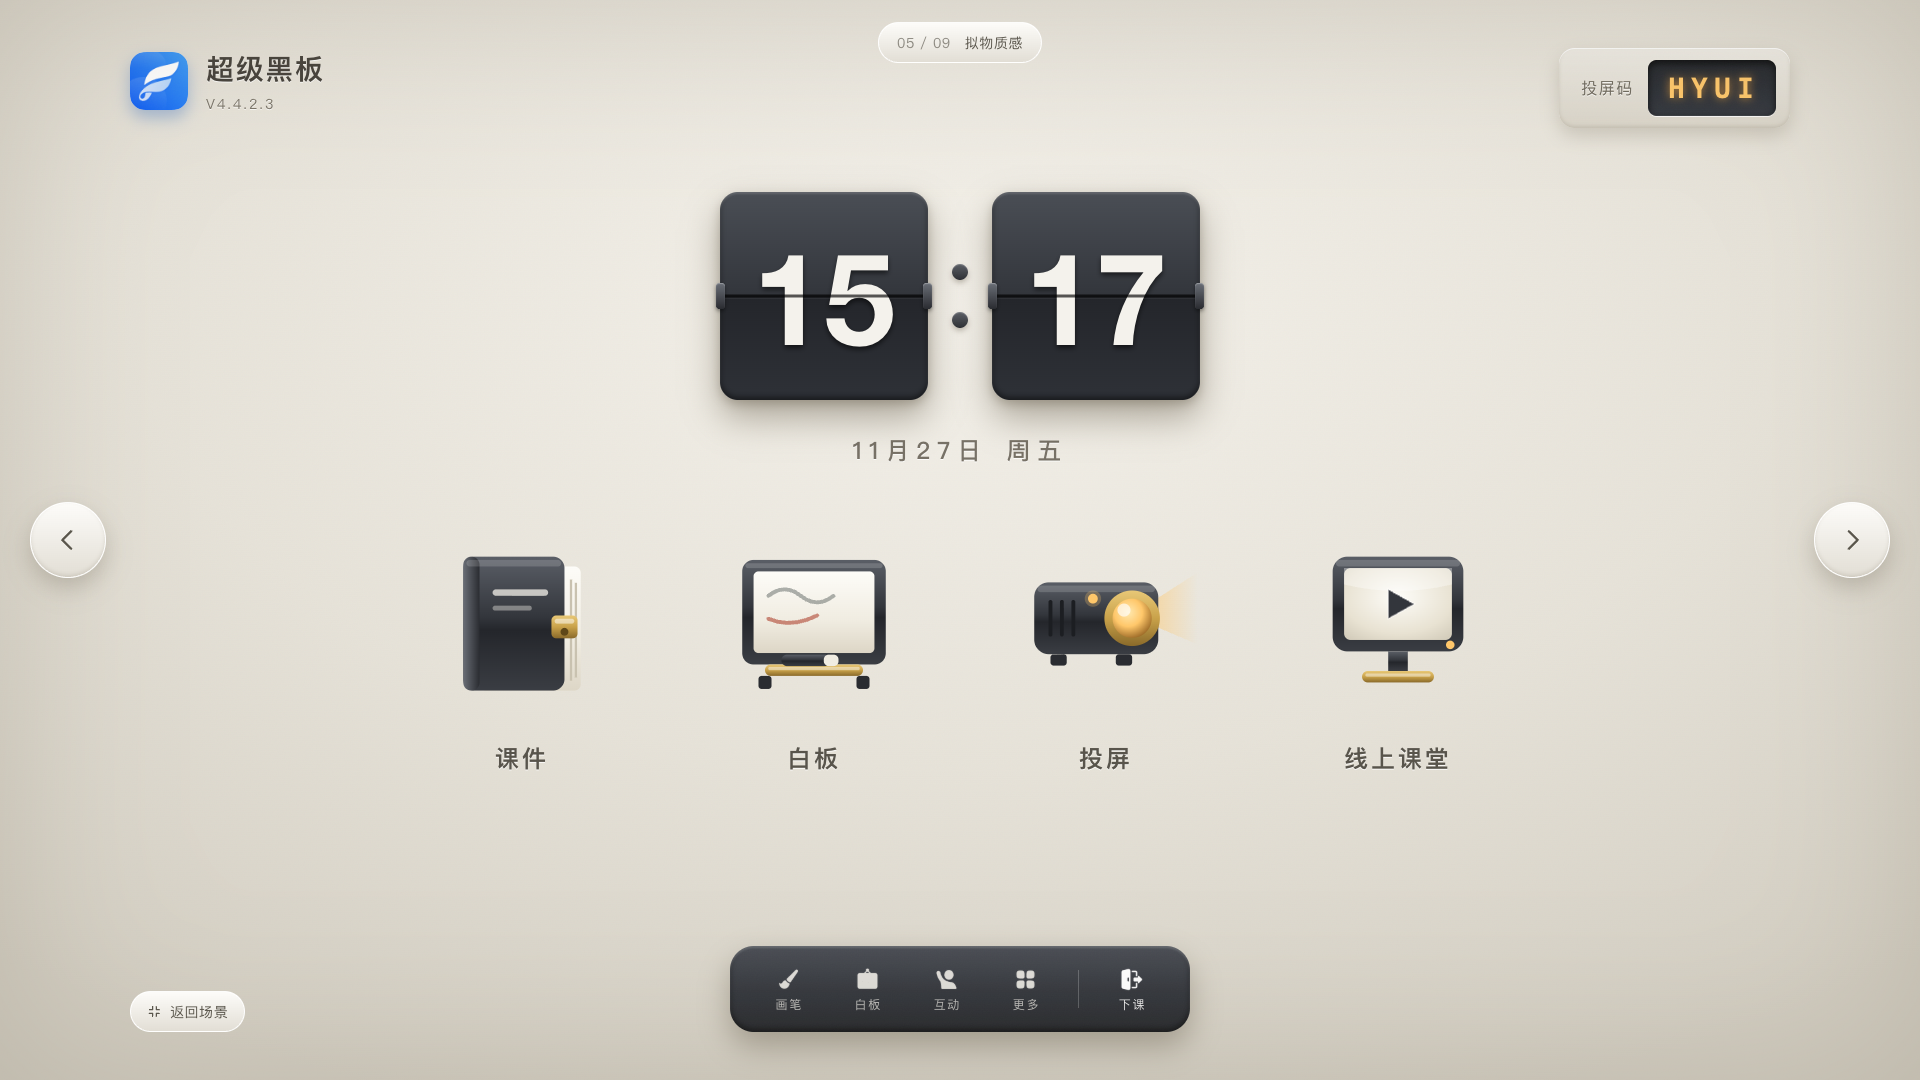 05 / 09 拟物质感
超级黑板
V4.4.2.3
投屏码 HYUI
15:17
11月27日 周五
课件
白板
投屏
线上课堂
画笔
白板
互动
更多
下课
返回场景